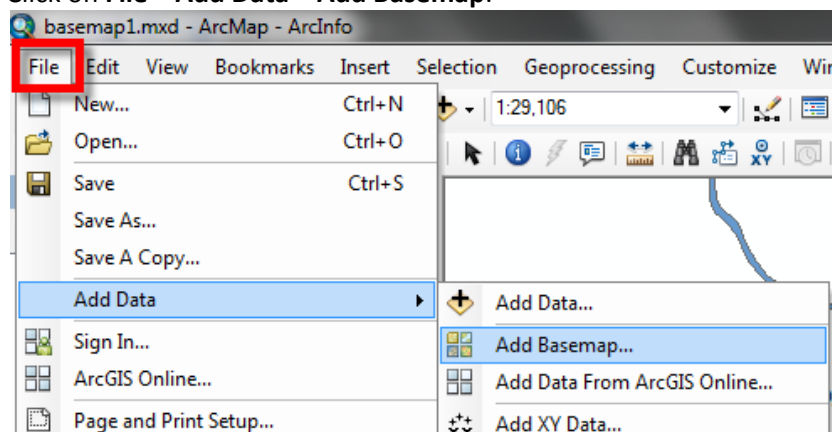 Click on File – Add Data – Add Basemap.
basemap1.mxd - ArcMap - ArcInfo
File Edit View Bookmarks Insert Selection Geoprocessing Customize
New... Ctrl+N
1:29,106
Open... Ctrl+O
XY
Save Ctrl+S
Save As...
Save A Copy...
Add Data
Add Data...
Sign In...
Add Basemap...
ArcGIS Online...
Add Data From ArcGIS Online...
Page and Print Setup...
Add XY Data...